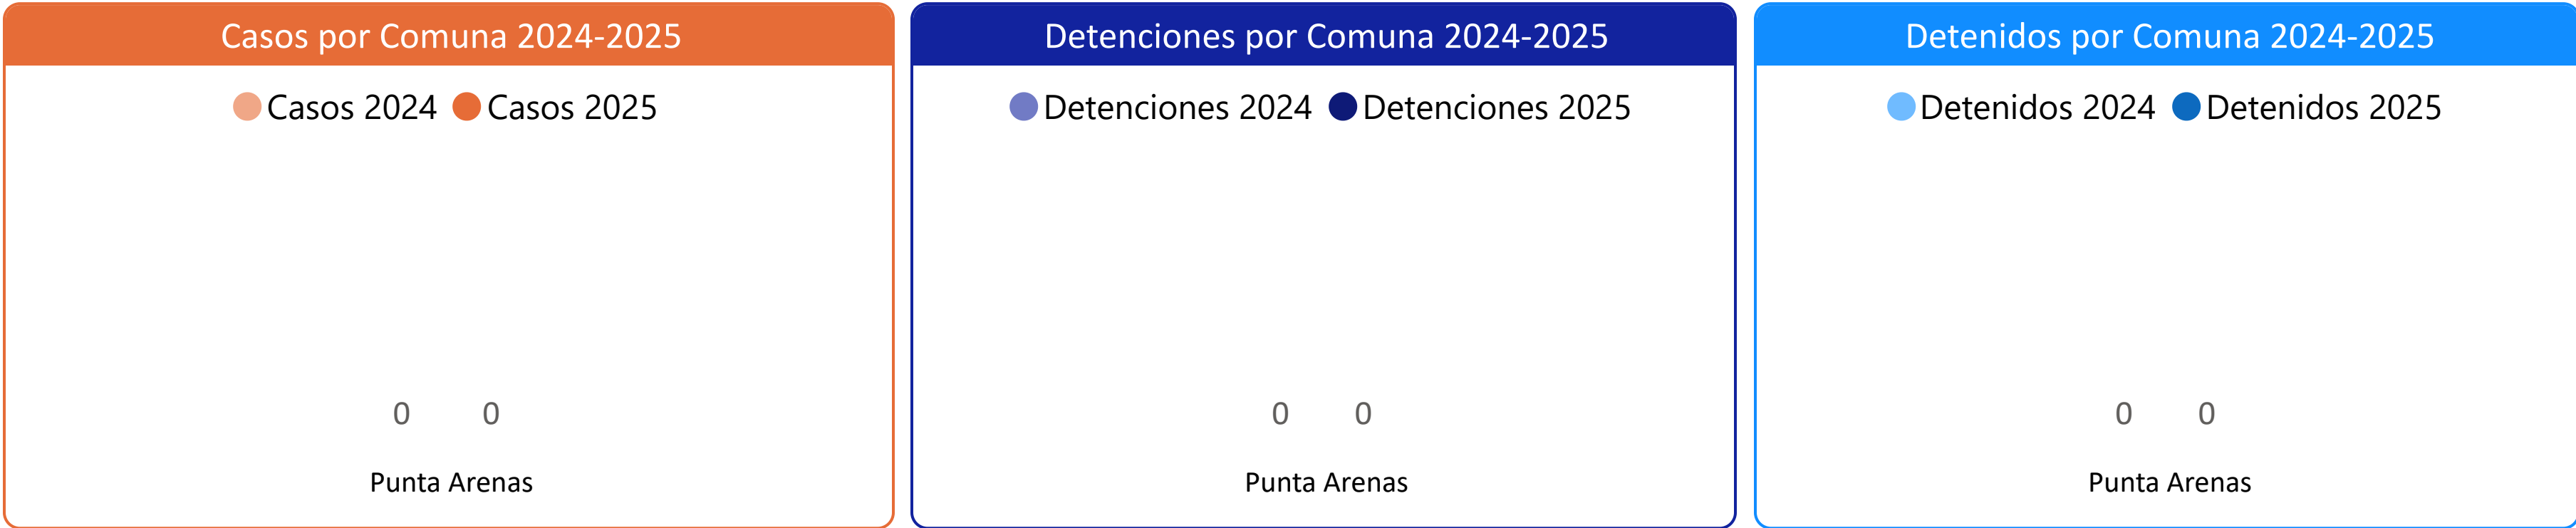 Casos por Comuna 2024-2025
Casos 2024 Casos 2025
0 0
Punta Arenas
Detenciones por Comuna 2024-2025
Detenciones 2024 Detenciones 2025
0 0
Punta Arenas
Detenidos por Comuna 2024-2025
Detenidos 2024 Detenidos 2025
0 0
Punta Arenas